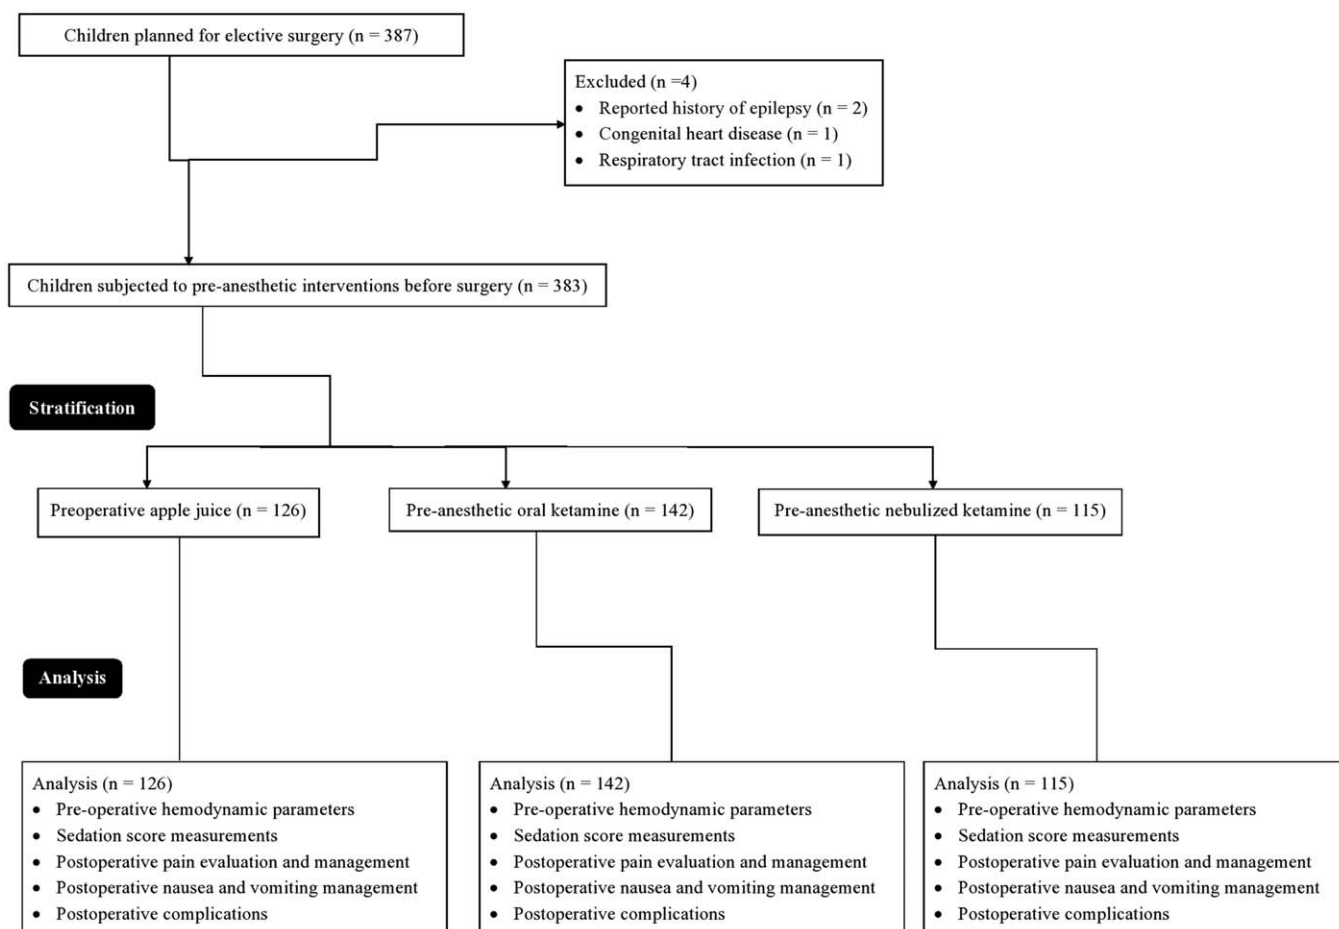 Children planned for elective surgery (n = 387)
Excluded (n =4)
• Reported history of epilepsy (n = 2)
• Congenital heart disease (n = 1)
• Respiratory tract infection (n = 1)
Children subjected to pre-anesthetic interventions before surgery (n = 383)
Stratification
Preoperative apple juice (n = 126)
Pre-anesthetic oral ketamine (n = 142)
Pre-anesthetic nebulized ketamine (n = 115)
Analysis
Analysis (n = 126)
• Pre-operative hemodynamic parameters
• Sedation score measurements
• Postoperative pain evaluation and management
• Postoperative nausea and vomiting management
• Postoperative complications
Analysis (n = 142)
• Pre-operative hemodynamic parameters
• Sedation score measurements
• Postoperative pain evaluation and management
• Postoperative nausea and vomiting management
• Postoperative complications
Analysis (n = 115)
• Pre-operative hemodynamic parameters
• Sedation score measurements
• Postoperative pain evaluation and management
• Postoperative nausea and vomiting management
• Postoperative complications